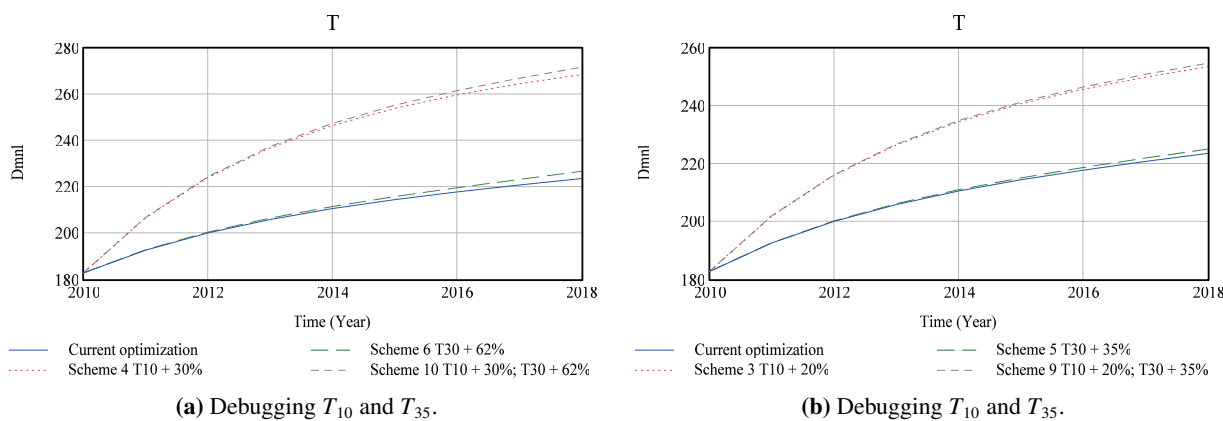 T
280
260
240
220
200
180
Dmnl
2010
2012
2014
2016
2018
Time (Year)
Current optimization
Scheme 6 T30 + 62%
Scheme 4 T10 + 30%
Scheme 10 T10 + 30%; T30 + 62%
(a) Debugging T10 and T35.
T
260
240
220
200
180
Dmnl
2010
2012
2014
2016
2018
Time (Year)
Current optimization
Scheme 5 T30 + 35%
Scheme 3 T10 + 20%
Scheme 9 T10 + 20%; T30 + 35%
(b) Debugging T10 and T35.